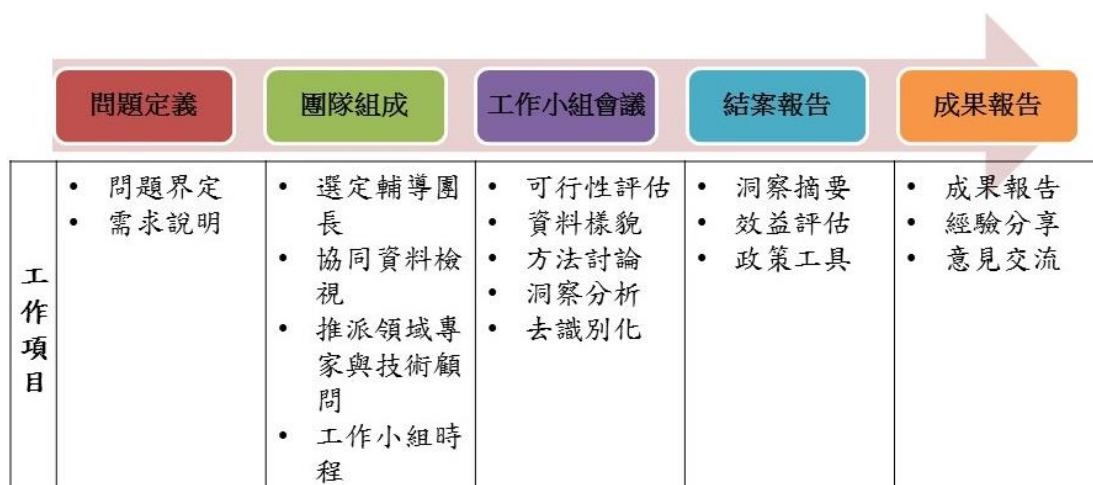 問題定義
團隊組成
工作小組會議
結案報告
成果報告
工
作
項
目
• 問題界定
• 需求說明
• 選定輔導團
長
• 協同資料檢
視
• 推派領域專
家與技術顧
問
• 工作小組時
程
• 可行性評估
• 資料樣貌
• 方法討論
• 洞察分析
• 去識別化
• 洞察摘要
• 效益評估
• 政策工具
• 成果報告
• 經驗分享
• 意見交流